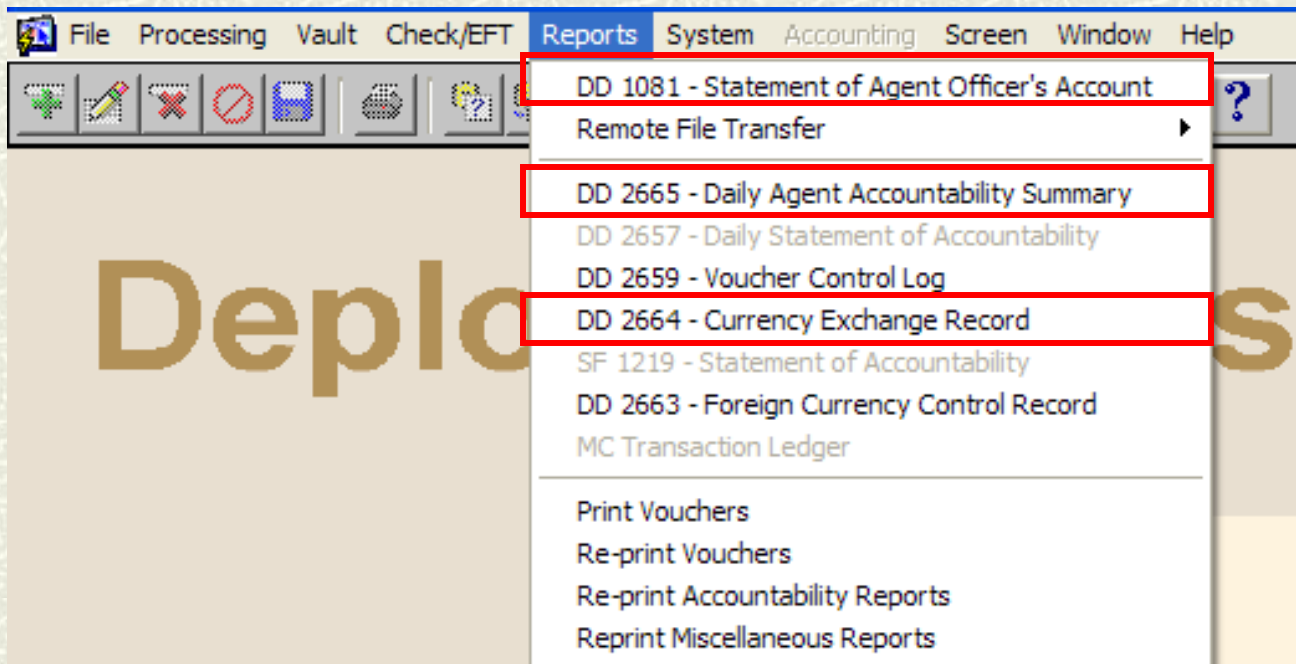 File Processing Vault Check/EFT Reports System Accounting Screen Window Help
DD 1081 - Statement of Agent Officer's Account
Remote File Transfer
DD 2665 - Daily Agent Accountability Summary
DD 2657 - Daily Statement of Accountability
DD 2659 - Voucher Control Log
DD 2664 - Currency Exchange Record
SF 1219 - Statement of Accountability
DD 2663 - Foreign Currency Control Record
MC Transaction Ledger
Print Vouchers
Re-print Vouchers
Re-print Accountability Reports
Reprint Miscellaneous Reports
Deplo s